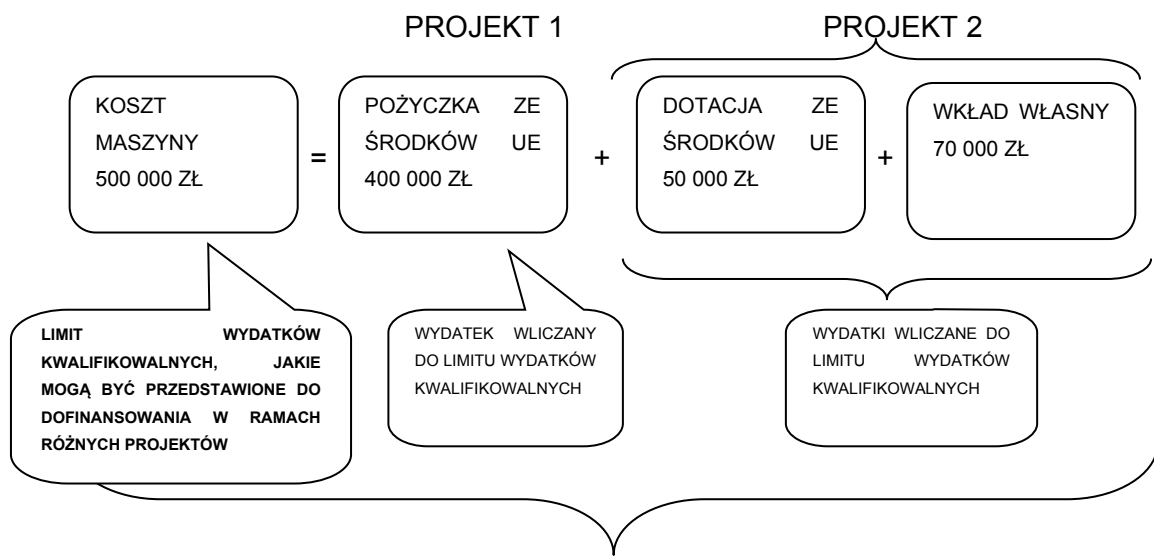 PROJEKT 1
PROJEKT 2
KOSZT
MASZYNY
500 000 ZŁ
=
POŻYCZKA ZE
ŚRODKÓW UE
400 000 ZŁ
+
DOTACJA ZE
ŚRODKÓW UE
50 000 ZŁ
+
WKŁAD WŁASNY
70 000 ZŁ
LIMIT WYDATKÓW
KWALIFIKOWALNYCH, JAKIE
MOGĄ BYĆ PRZEDSTAWIONE DO
DOFINANSOWANIA W RAMACH
RÓŻNYCH PROJEKTÓW
WYDATEK WLICZANY
DO LIMITU WYDATKÓW
KWALIFIKOWALNYCH
WYDATKI WLICZANE DO
LIMITU WYDATKÓW
KWALIFIKOWALNYCH